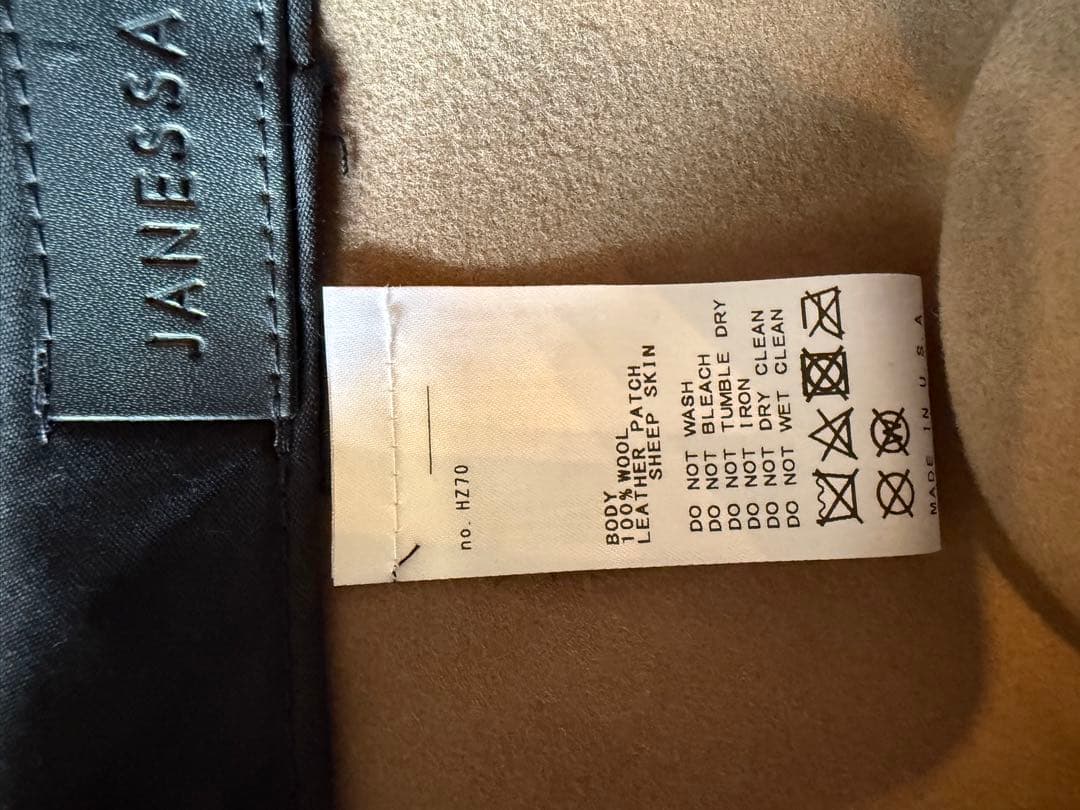 JANESSA
no. HZ70
BODY
100% WOOL
LEATHER PATCH
SHEEP SKIN
DO NOT WASH
DO NOT BLEACH
DO NOT TUMBLE DRY
DO NOT IRON
DO NOT DRY CLEAN
DO NOT WET CLEAN
W
MADE IN USA